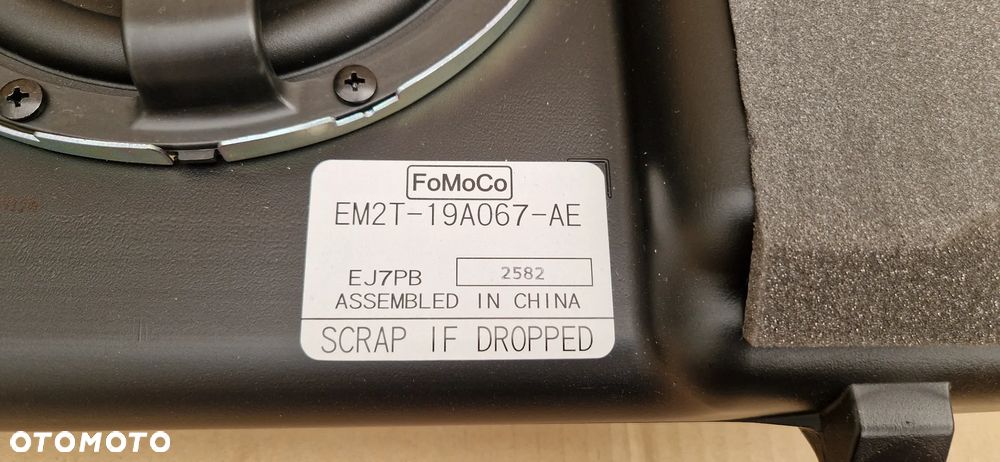 FoMoCo
EM2T-19A067-AE
EJ7PB 2582
ASSEMBLED IN CHINA
SCRAP IF DROPPED
OTOMOTO